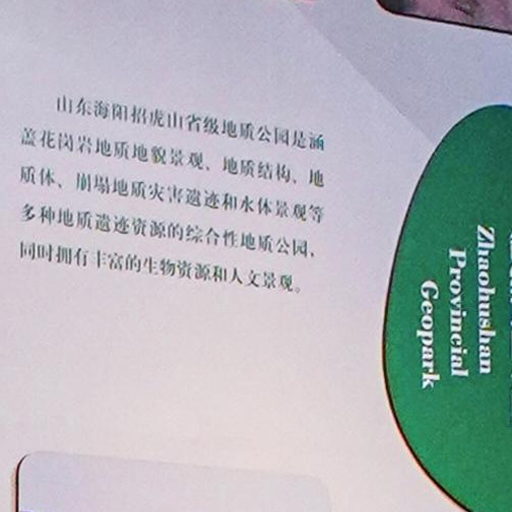 山东海阳招虎山省级地质公园是涵
盖花岗岩地质地貌景观、地质结构、地
质体、崩塌地质灾害遗迹和水体景观等
多种地质遗迹资源的综合性地质公园,
同时拥有丰富的生物资源和人文景观。
Zhaohushan
Provincial
Geopark